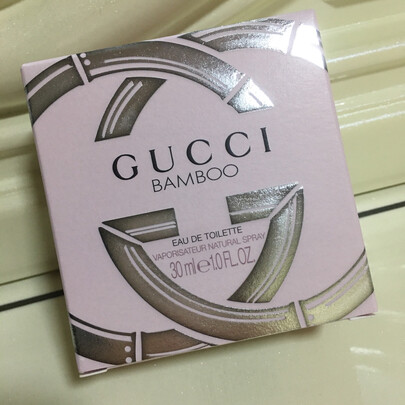 GUCCI
BAMBOO
EAU DE TOILETTE
VAPORISATEUR NATURAL SPRAY
30 ml ℮ 1.0 FL.OZ.